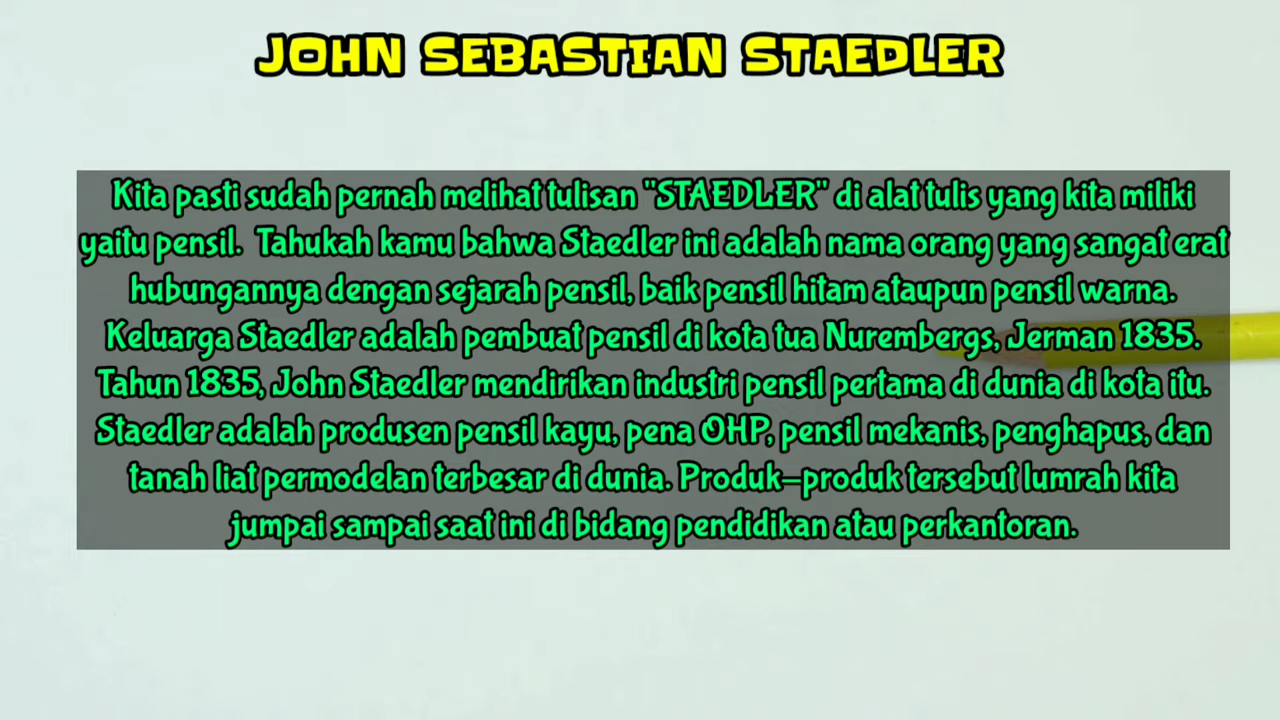 JOHN SEBASTIAN STAEDLER
Kita pasti sudah pernah melihat tulisan "STAEDLER" di alat tulis yang kita miliki
yaitu pensil. Tahukah kamu bahwa Staedler ini adalah nama orang yang sangat erat
hubungannya dengan sejarah pensil, baik pensil hitam ataupun pensil warna.
Keluarga Staedler adalah pembuat pensil di kota tua Nurembergs, Jerman 1835.
Tahun 1835, John Staedler mendirikan industri pensil pertama di dunia di kota itu.
Staedler adalah produsen pensil kayu, pena OHP, pensil mekanis, penghapus, dan
tanah liat permodelan terbesar di dunia. Produk-produk tersebut lumrah kita
jumpai sampai saat ini di bidang pendidikan atau perkantoran.